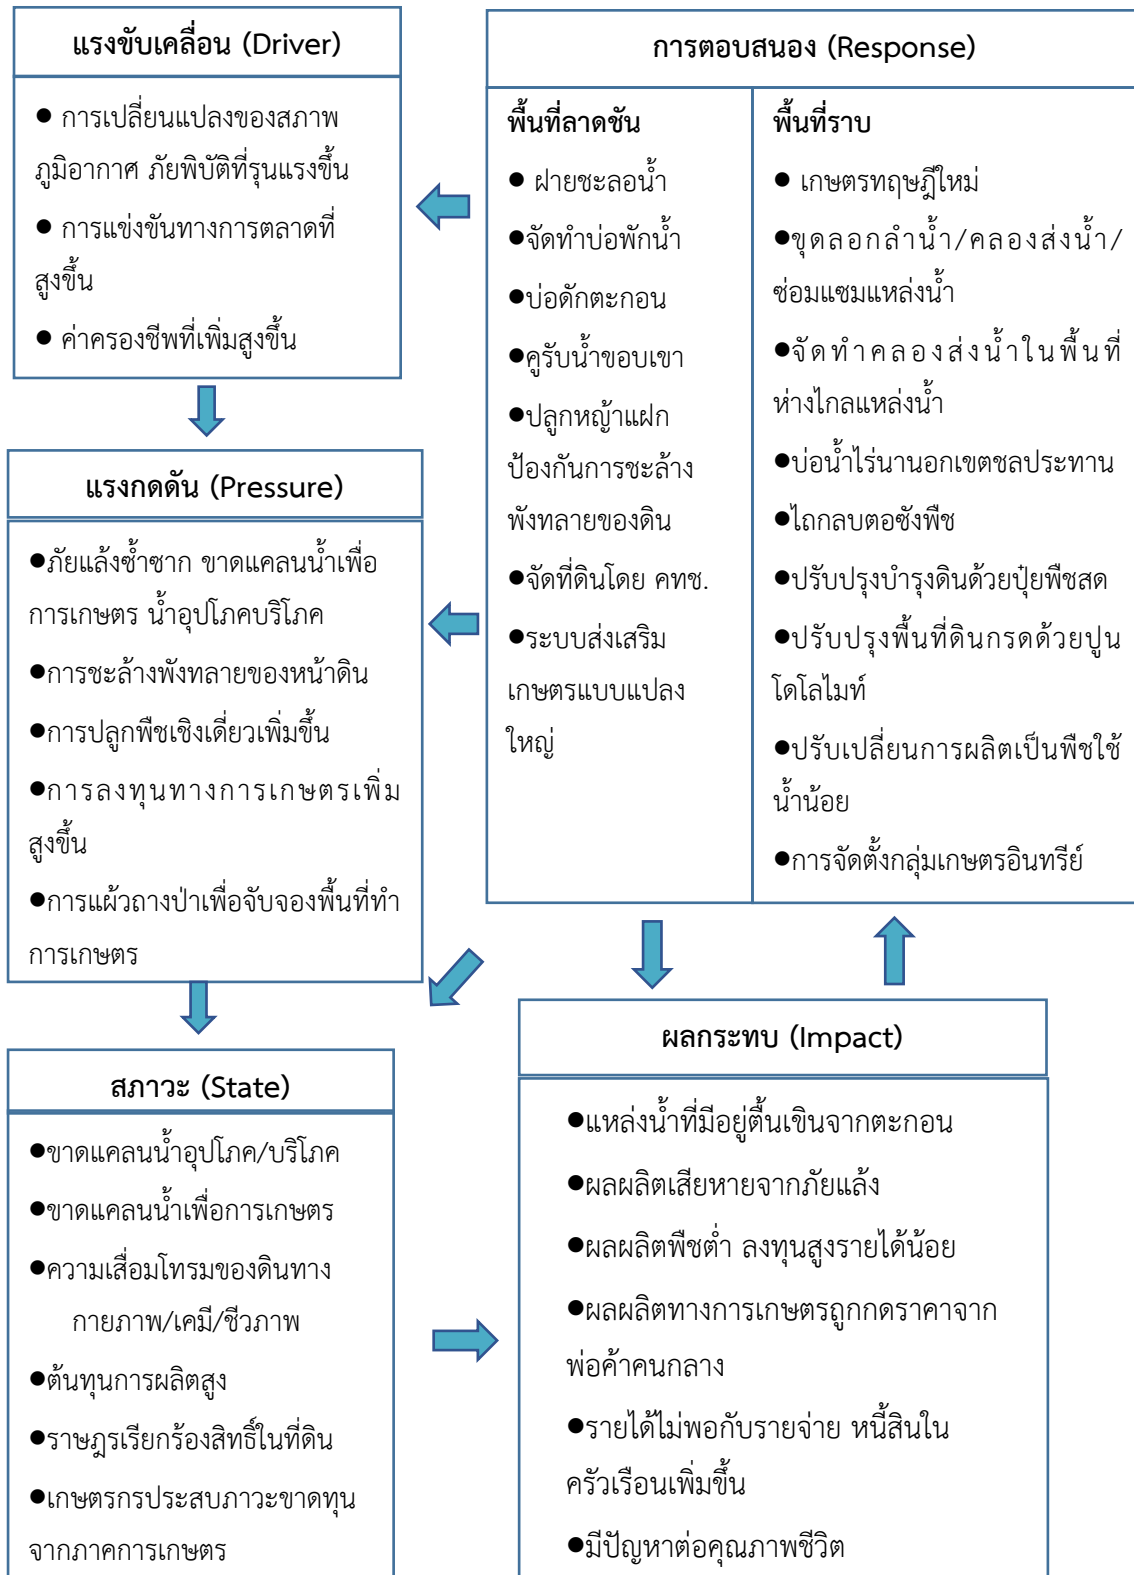 แรงขับเคลื่อน (Driver)
● การเปลี่ยนแปลงของสภาพ
ภูมิอากาศ ภัยพิบัติที่รุนแรงขึ้น
● การแข่งขันทางการตลาดที่
สูงขึ้น
● ค่าครองชีพที่เพิ่มสูงขึ้น
แรงกดดัน (Pressure)
●ภัยแล้งซ้ำซาก ขาดแคลนน้ำเพื่อ
การเกษตร น้ำอุปโภคบริโภค
●การชะล้างพังทลายของหน้าดิน
●การปลูกพืชเชิงเดี่ยวเพิ่มขึ้น
●การลงทุนทางการเกษตรเพิ่ม
สูงขึ้น
●การแผ้วถางป่าเพื่อจับจองพื้นที่ทำ
การเกษตร
สภาวะ (State)
●ขาดแคลนน้ำอุปโภค/บริโภค
●ขาดแคลนน้ำเพื่อการเกษตร
●ความเสื่อมโทรมของดินทาง
กายภาพ/เคมี/ชีวภาพ
●ต้นทุนการผลิตสูง
●ราษฎรเรียกร้องสิทธิ์ในที่ดิน
●เกษตรกรประสบภาวะขาดทุน
จากภาคการเกษตร
การตอบสนอง (Response)
พื้นที่ลาดชัน
● ฝายชะลอน้ำ
●จัดทำบ่อพักน้ำ
●บ่อดักตะกอน
●คูรับน้ำขอบเขา
●ปลูกหญ้าแฝก
ป้องกันการชะล้าง
พังทลายของดิน
●จัดที่ดินโดย คทช.
●ระบบส่งเสริม
เกษตรแบบแปลง
ใหญ่
พื้นที่ราบ
● เกษตรทฤษฎีใหม่
●ขุดลอกลำน้ำ/คลองส่งน้ำ/
ซ่อมแซมแหล่งน้ำ
●จัดทำคลองส่งน้ำในพื้นที่
ห่างไกลแหล่งน้ำ
●บ่อน้ำไร่นานอกเขตชลประทาน
●ไถกลบตอซังพืช
●ปรับปรุงบำรุงดินด้วยปุ๋ยพืชสด
●ปรับปรุงพื้นที่ดินกรดด้วยปูน
โดโลไมท์
●ปรับเปลี่ยนการผลิตเป็นพืชใช้
น้ำน้อย
●การจัดตั้งกลุ่มเกษตรอินทรีย์
ผลกระทบ (Impact)
●แหล่งน้ำที่มีอยู่ตื้นเขินจากตะกอน
●ผลผลิตเสียหายจากภัยแล้ง
●ผลผลิตพืชต่ำ ลงทุนสูงรายได้น้อย
●ผลผลิตทางการเกษตรถูกกดราคาจาก
พ่อค้าคนกลาง
●รายได้ไม่พอกับรายจ่าย หนี้สินใน
ครัวเรือนเพิ่มขึ้น
●มีปัญหาต่อคุณภาพชีวิต